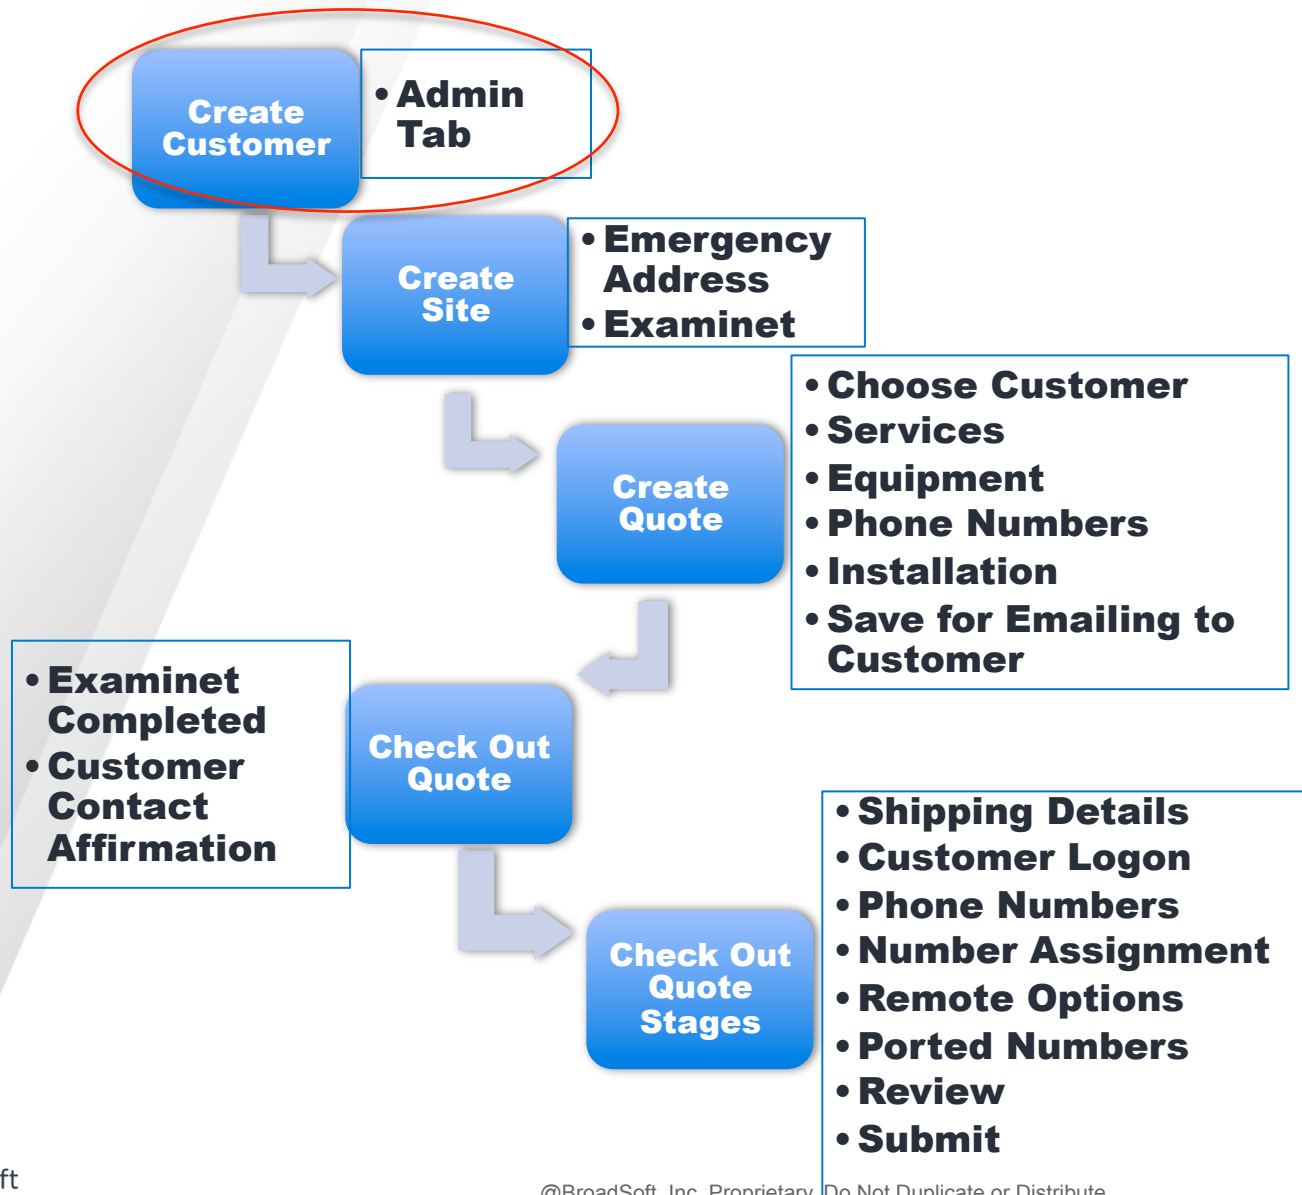 Create
Customer
• Admin
Tab
Create
Site
• Emergency
Address
• Examinet
Create
Quote
• Choose Customer
• Services
• Equipment
• Phone Numbers
• Installation
• Save for Emailing to
Customer
• Examinet
Completed
• Customer
Contact
Affirmation
Check Out
Quote
Check Out
Quote
Stages
• Shipping Details
• Customer Logon
• Phone Numbers
• Number Assignment
• Remote Options
• Ported Numbers
• Review
• Submit
ft
@BroadSoft, Inc. Proprietary. Do Not Duplicate or Distribute